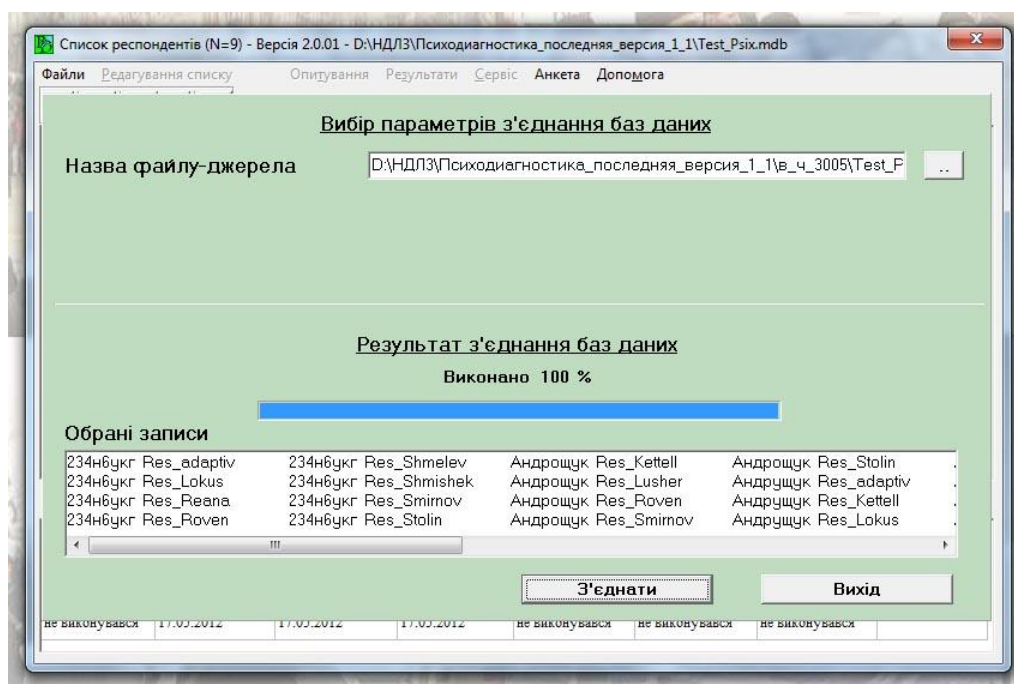 Список респондентів (N=9) - Версія 2.0.01 - D:\НДЛЗ\Психодиагностика_последняя_версия_1_1\Test_Psix.mdb
Файли Редагування списку Опитування Результати Сервіс Анкета Допомога
Вибір параметрів з'єднання баз даних
Назва файлу-джерела D:\НДЛЗ\Психодиагностика_последняя_версия_1_1\в_ч_3005\Test_P ..
Результат з'єднання баз даних
Виконано 100 %
Обрані записи
234н6укг Res_adaptiv 234н6укг Res_Shmelev Андрощук Res_Kettell Андрощук Res_Stolin
234н6укг Res_Lokus 234н6укг Res_Shmishek Андрощук Res_Lusher Андрущук Res_adaptiv
234н6укг Res_Reana 234н6укг Res_Smirnov Андрощук Res_Roven Андрущук Res_Kettell
234н6укг Res_Roven 234н6укг Res_Stolin Андрощук Res_Smirnov Андрущук Res_Lokus
З'єднати Вихід
не виконувався 17.05.2012 17.05.2012 17.05.2012 не виконувався не виконувався не виконувався